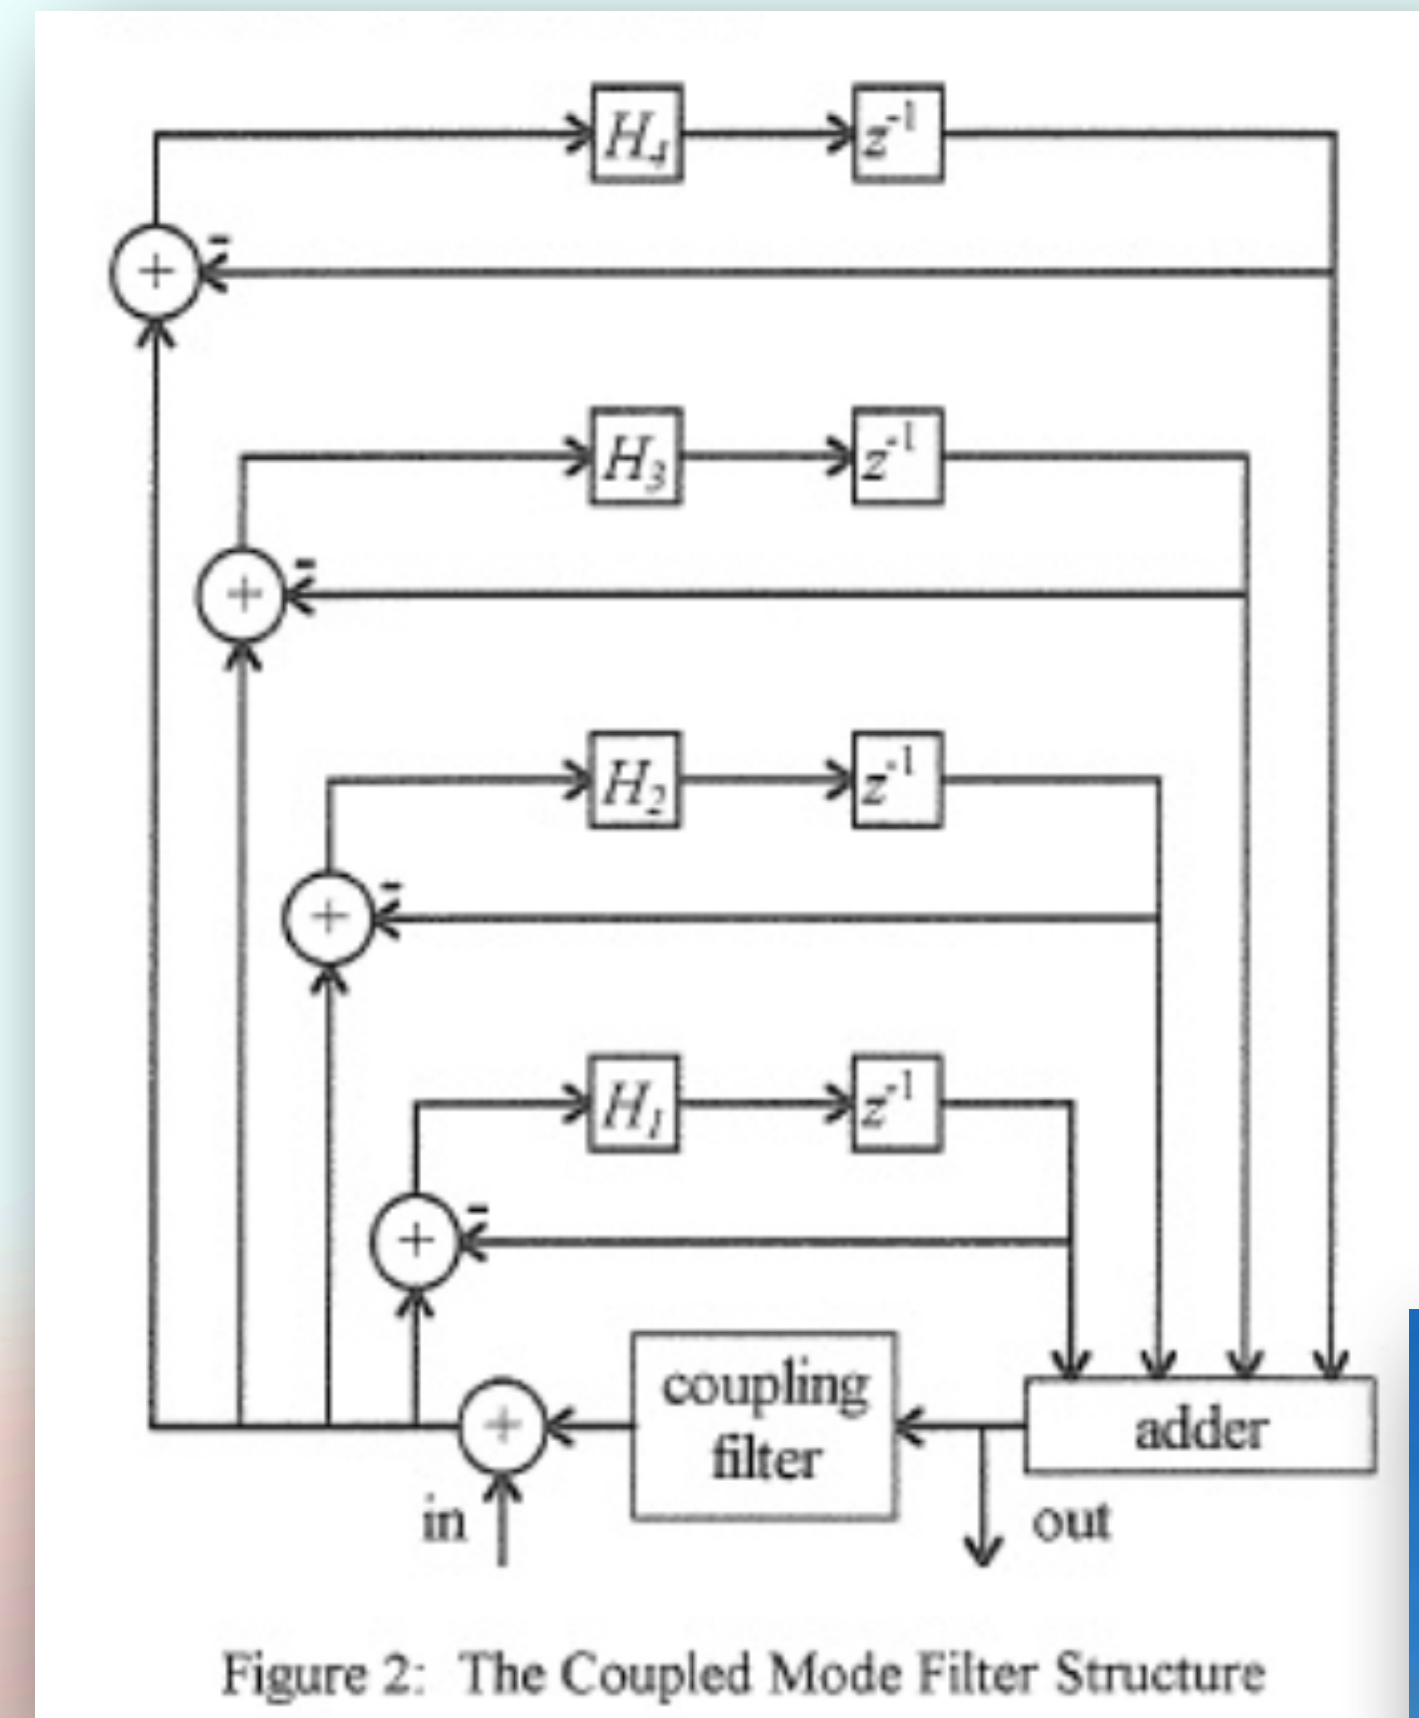 H₄ z⁻¹
+ -
H₃ z⁻¹
+ -
H₂ z⁻¹
+ -
H₁ z⁻¹
+ -
coupling
filter
+
adder
in
out
Figure 2: The Coupled Mode Filter Structure